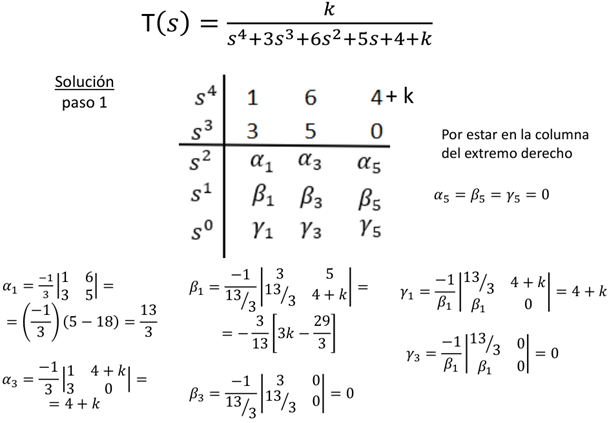 T(s) = k / (s⁴+3s³+6s²+5s+4+k)
Solución
paso 1
s⁴ | 1 6 4+k
s³ | 3 5 0
s² | α₁ α₃ α₅
s¹ | β₁ β₃ β₅
s⁰ | γ₁ γ₃ γ₅
Por estar en la columna
del extremo derecho
α₅ = β₅ = γ₅ = 0
α₁ = −1/3 |1 6; 3 5| =
= (−1/3)(5 − 18) = 13/3
α₃ = −1/3 |1 4 + k; 3 0| =
= 4 + k
β₁ = −1/(13/3) |3 5; 13/3 4 + k| =
= −3/13 [3k − 29/3]
β₃ = −1/(13/3) |3 0; 13/3 0| = 0
γ₁ = −1/β₁ |13/3 4 + k; β₁ 0| = 4 + k
γ₃ = −1/β₁ |13/3 0; β₁ 0| = 0